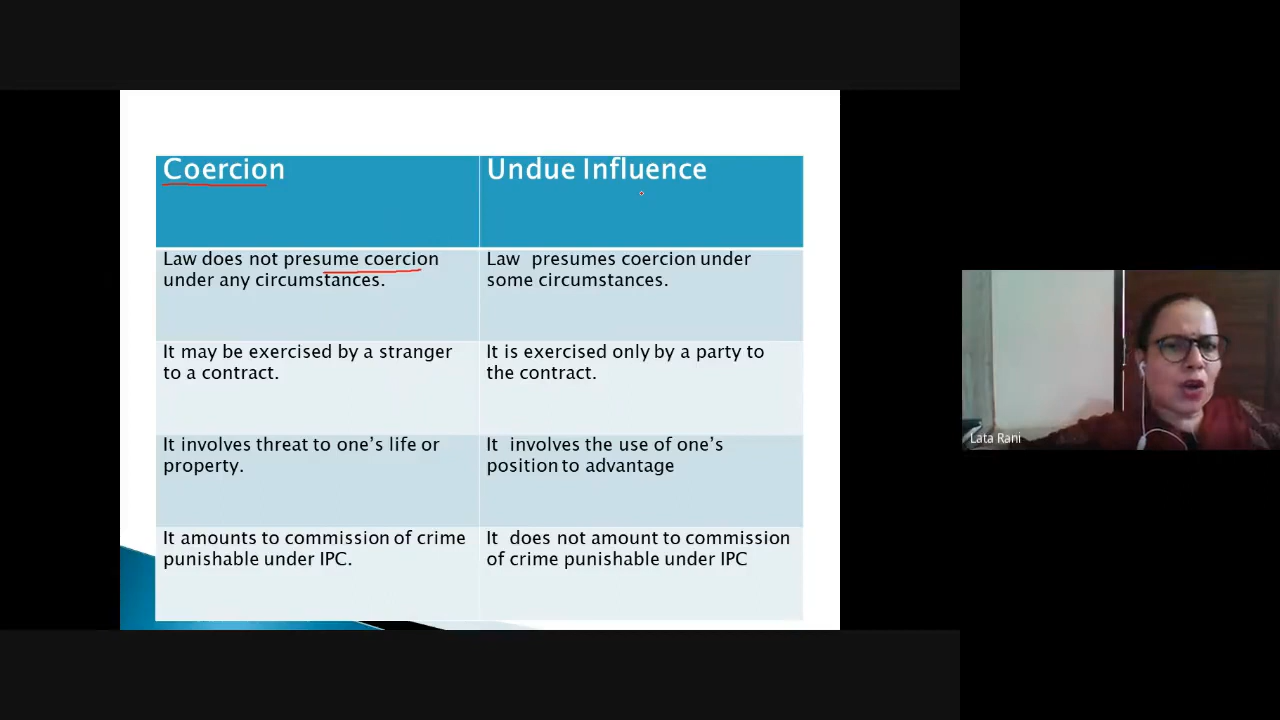 Coercion
Undue Influence
Law does not presume coercion
under any circumstances.
Law presumes coercion under
some circumstances.
It may be exercised by a stranger
to a contract.
It is exercised only by a party to
the contract.
It involves threat to one’s life or
property.
It involves the use of one’s
position to advantage
It amounts to commission of crime
punishable under IPC.
It does not amount to commission
of crime punishable under IPC
Lata Rani